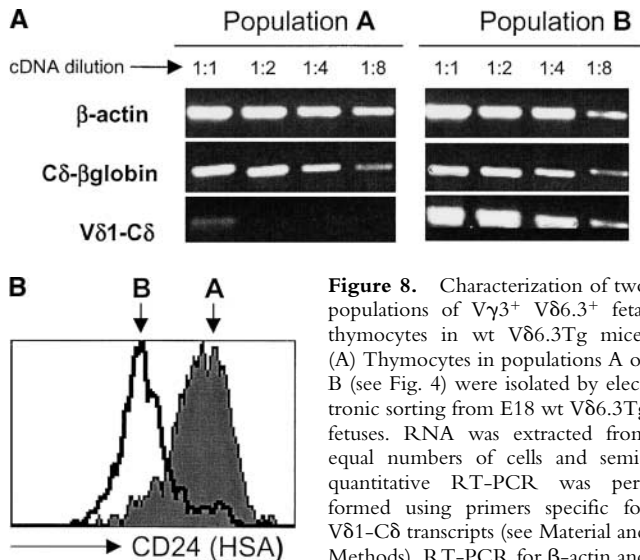 A
Population A Population B
cDNA dilution 1:1 1:2 1:4 1:8 1:1 1:2 1:4 1:8
β-actin
Cδ-βglobin
Vδ1-Cδ
B
B A
CD24 (HSA)
Figure 8. Characterization of two
populations of Vγ3+ Vδ6.3+ feta
thymocytes in wt Vδ6.3Tg mice
(A) Thymocytes in populations A o
B (see Fig. 4) were isolated by elec
tronic sorting from E18 wt Vδ6.3Tg
fetuses. RNA was extracted from
equal numbers of cells and semi
quantitative RT-PCR was per
formed using primers specific fo
Vδ1-Cδ transcripts (see Material and
Methods). RT-PCR for β-actin and